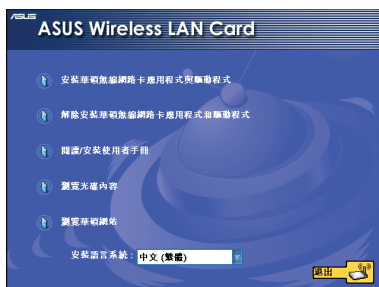 ASUS
ASUS Wireless LAN Card
安裝華碩無線網路卡應用程式與驅動程式
解除安裝華碩無線網路卡應用程式和驅動程式
閱讀/安裝使用者手冊
瀏覽光碟內容
瀏覽華碩網站
安裝語言系統：中文 (繁體)
退出